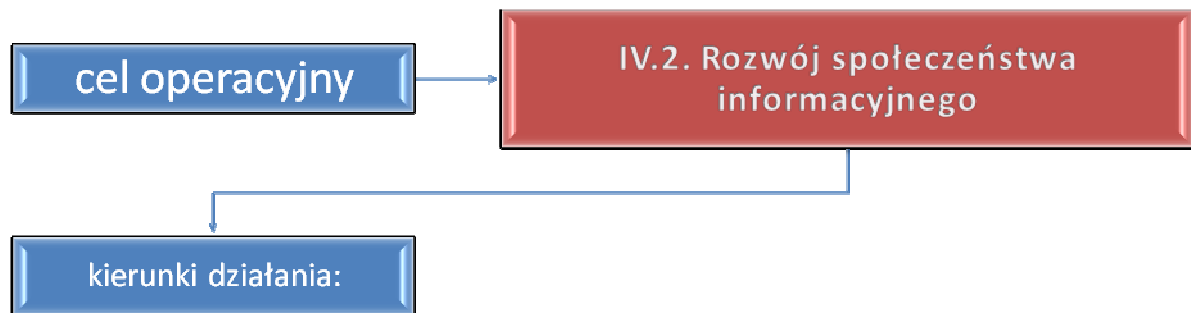 cel operacyjny
IV.2. Rozwój społeczeństwa
informacyjnego
kierunki działania: